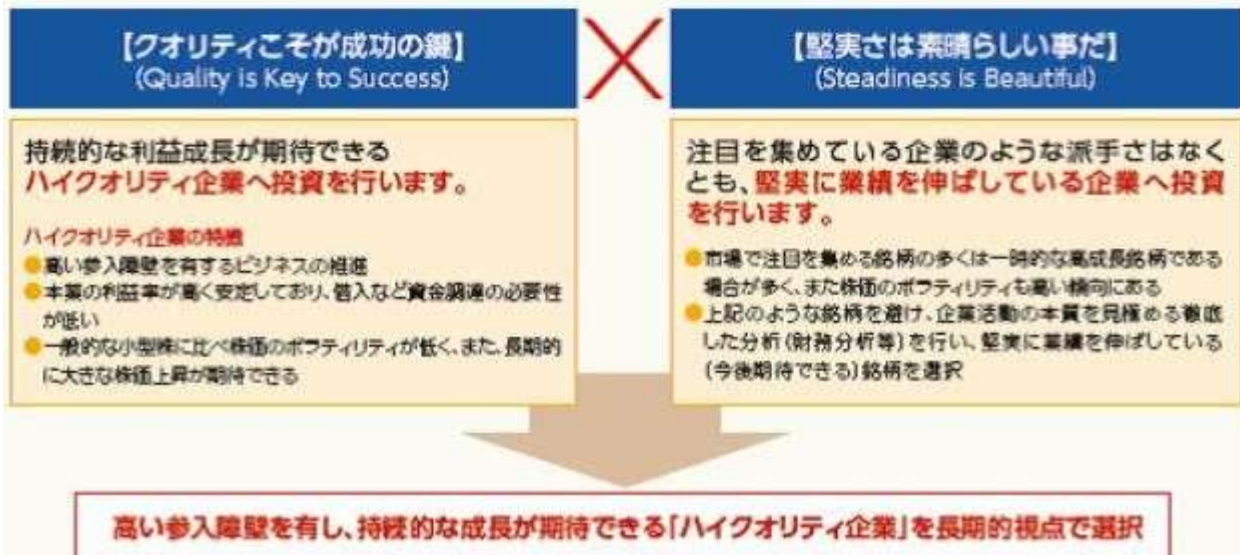 【クオリティこそが成功の鍵】
(Quality is Key to Success)
持続的な利益成長が期待できる
ハイクオリティ企業へ投資を行います。
ハイクオリティ企業の特徴
●高い参入障壁を有するビジネスの推進
●本業の利益率が高く安定しており、借入など資金調達の必要性
が低い
●一般的な小型株に比べ株価のボラティリティが低く、また、長期的
に大きな株価上昇が期待できる
【堅実さは素晴らしい事だ】
(Steadiness is Beautiful)
注目を集めている企業のような派手さはなく
とも、堅実に業績を伸ばしている企業へ投資
を行います。
●市場で注目を集める銘柄の多くは一時的な高成長銘柄である
場合が多く、また株価のボラティリティも高い傾向にある
●上記のような銘柄を避け、企業活動の本質を見極める徹底
した分析(財務分析等)を行い、堅実に業績を伸ばしている
(今後期待できる)銘柄を選択
高い参入障壁を有し、持続的な成長が期待できる「ハイクオリティ企業」を長期的視点で選択